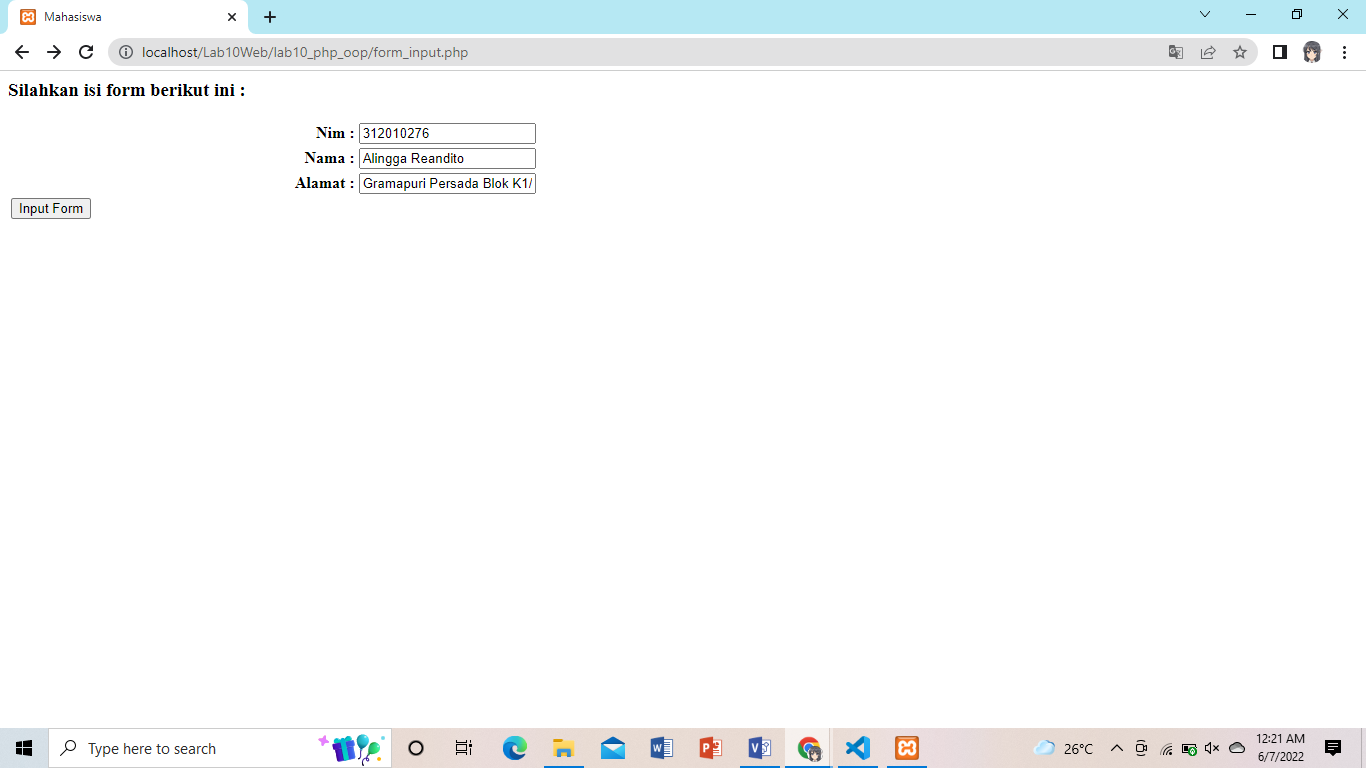 Mahasiswa
localhost/Lab10Web/lab10_php_oop/form_input.php
Silahkan isi form berikut ini :
Nim : 312010276
Nama : Alingga Reandito
Alamat : Gramapuri Persada Blok K1/
Input Form
Type here to search
26°C
12:21 AM
6/7/2022